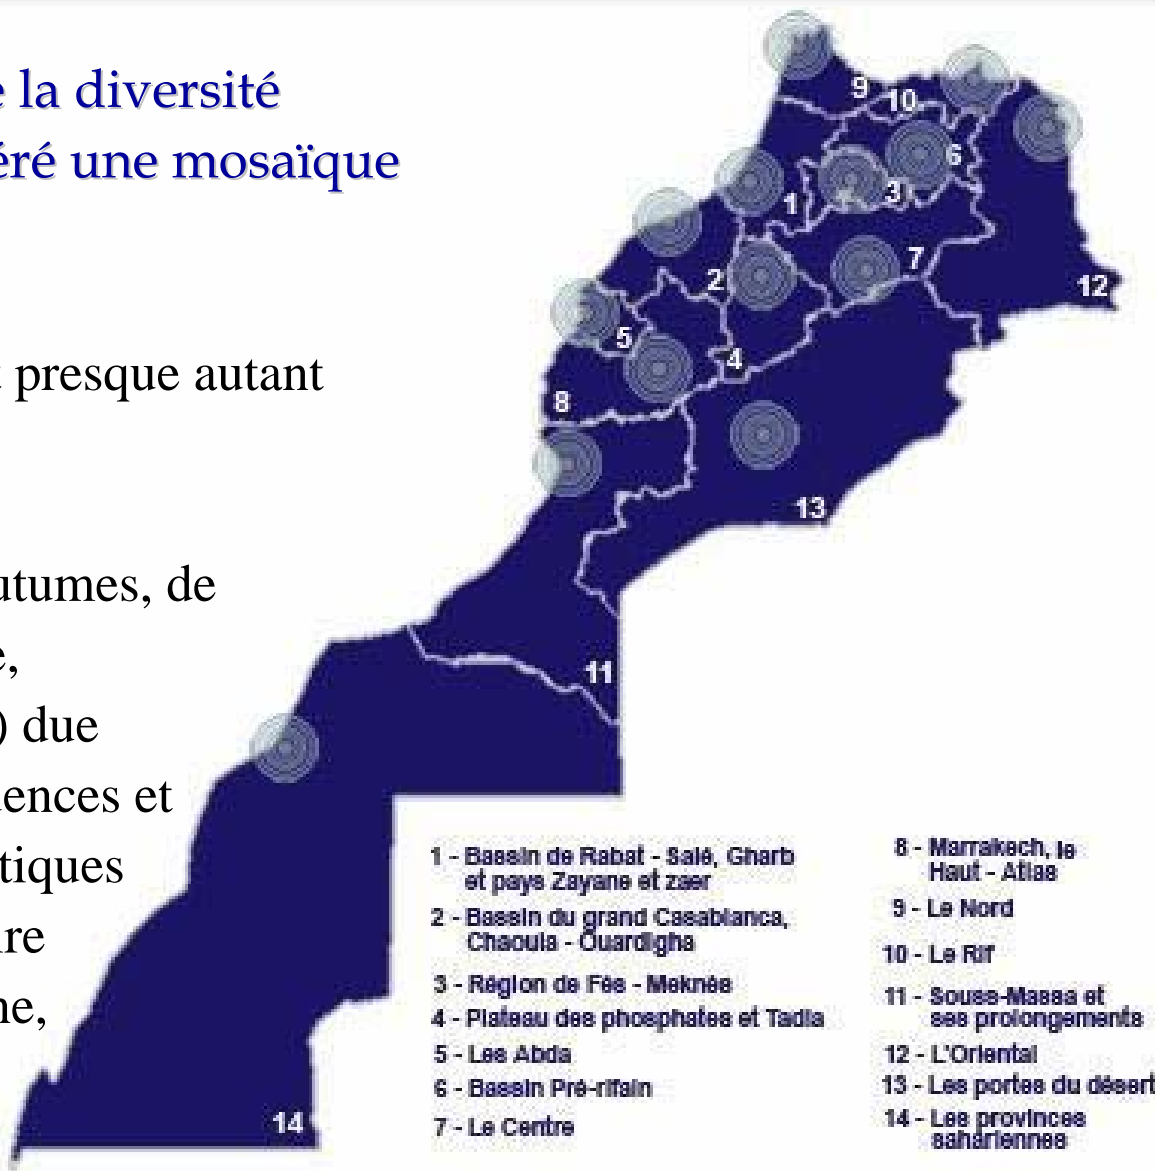 e la diversité
éré une mosaïque
t presque autant
utumes, de
e,
) due
uences et
tiques
ire
ne,
9
10
6
3
1
7
2
12
5
4
8
13
11
14
1 - Bassin de Rabat - Salé, Gharb
et pays Zayane et zaer
2 - Bassin du grand Casablanca,
Chaouia - Ouardigha
3 - Région de Fés - Meknés
4 - Plateau des phosphates et Tadla
5 - Les Abda
6 - Bassin Pré-rifain
7 - Le Centre
8 - Marrakech, le
Haut - Atlas
9 - Le Nord
10 - Le Rif
11 - Souss-Massa et
ses prolongements
12 - L'Oriental
13 - Les portes du désert
14 - Les provinces
sahariennes